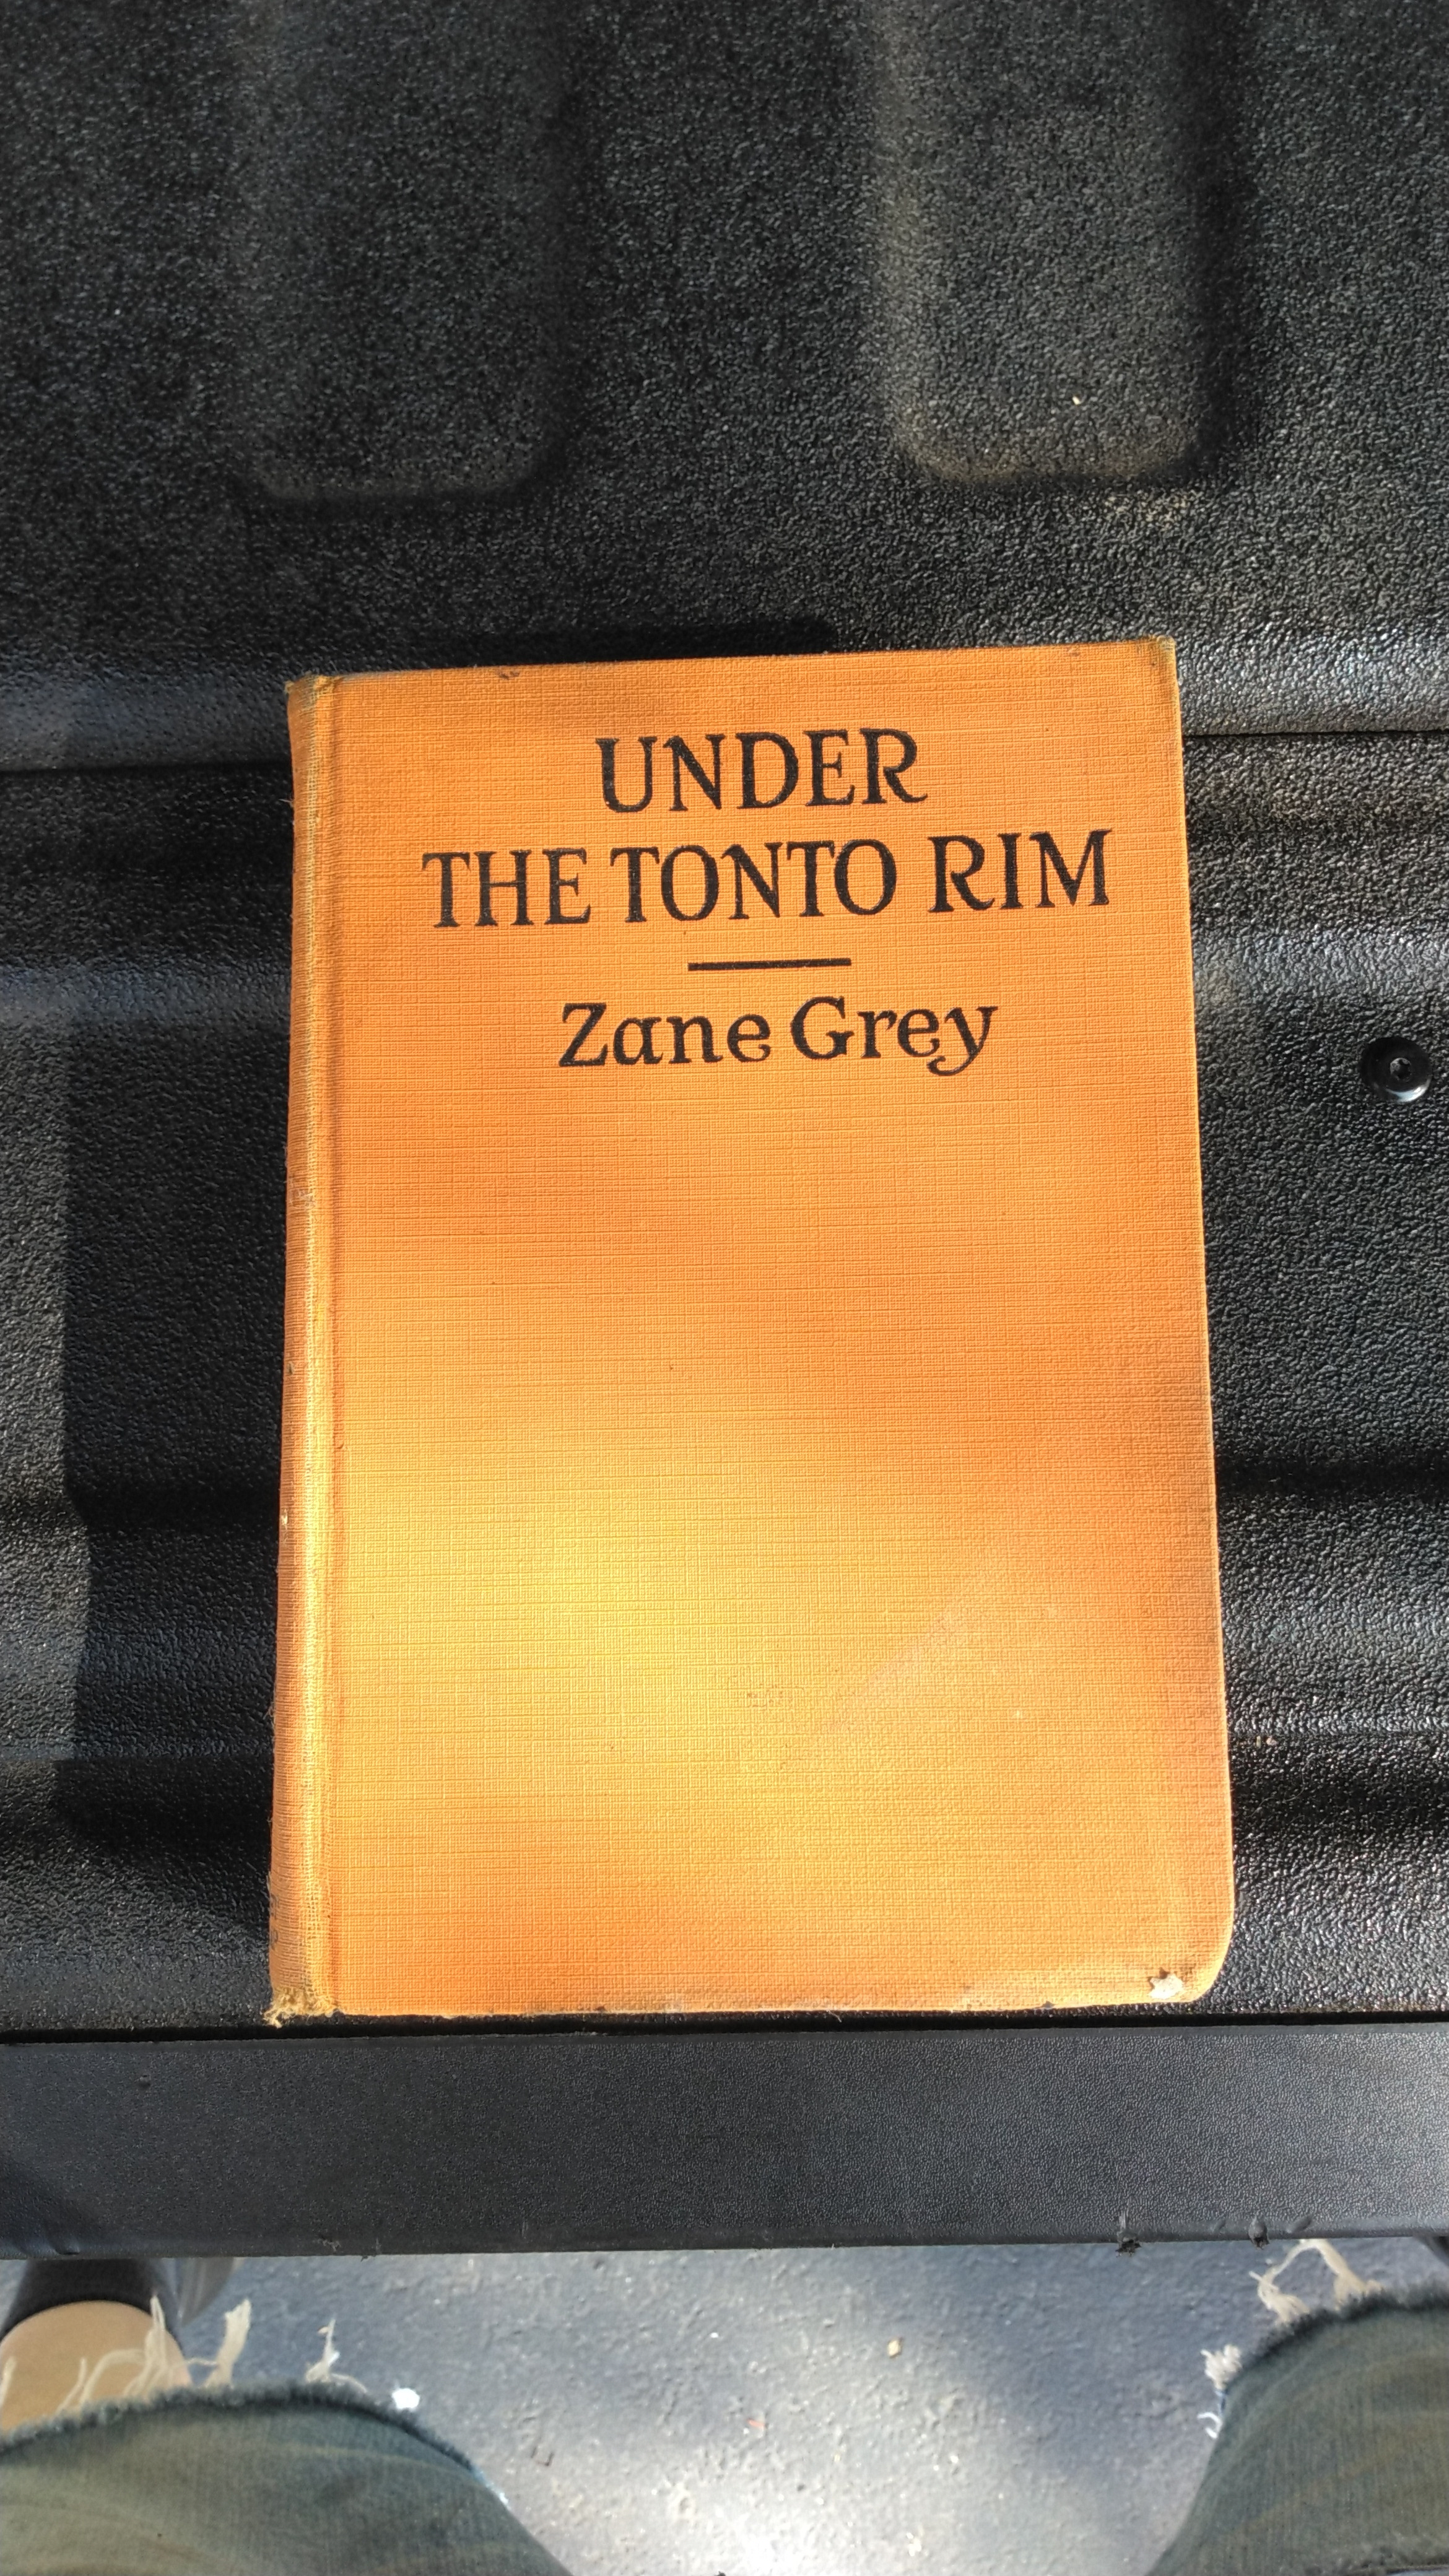 UNDER
THE TONTO RIM
Zane Grey